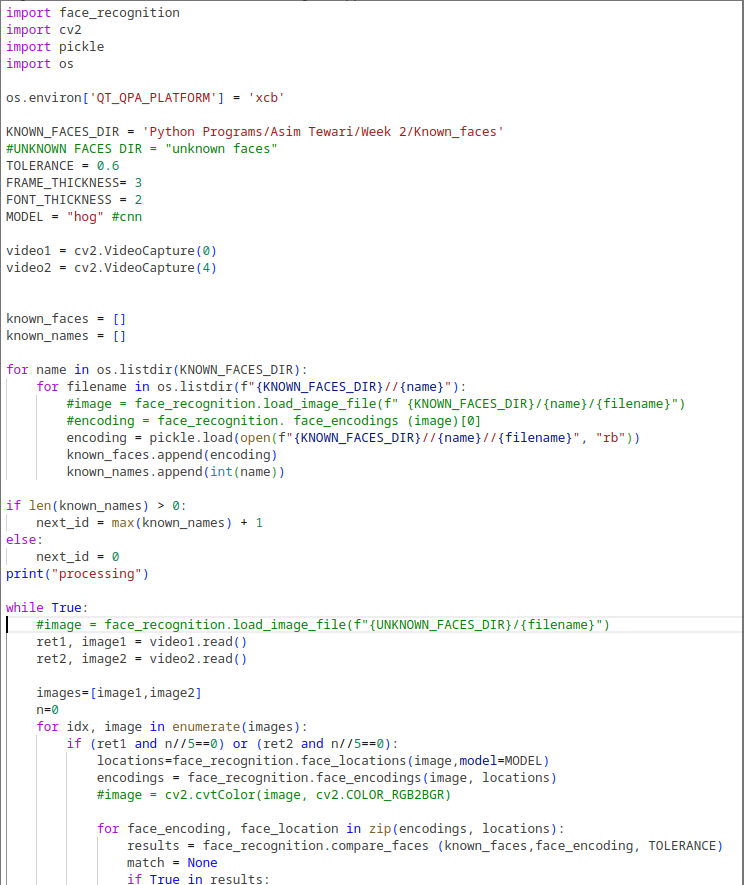 import face_recognition
import cv2
import pickle
import os
os.environ['QT_QPA_PLATFORM'] = 'xcb'
KNOWN_FACES_DIR = 'Python Programs/Asim Tewari/Week 2/Known_faces'
#UNKNOWN FACES DIR = "unknown faces"
TOLERANCE = 0.6
FRAME_THICKNESS= 3
FONT_THICKNESS = 2
MODEL = "hog" #cnn
video1 = cv2.VideoCapture(0)
video2 = cv2.VideoCapture(4)
known_faces = []
known_names = []
for name in os.listdir(KNOWN_FACES_DIR):
    for filename in os.listdir(f"{KNOWN_FACES_DIR}//{name}"):
        #image = face_recognition.load_image_file(f" {KNOWN_FACES_DIR}/{name}/{filename}")
        #encoding = face_recognition. face_encodings (image)[0]
        encoding = pickle.load(open(f"{KNOWN_FACES_DIR}//{name}//{filename}", "rb"))
        known_faces.append(encoding)
        known_names.append(int(name))
if len(known_names) > 0:
    next_id = max(known_names) + 1
else:
    next_id = 0
print("processing")
while True:
    #image = face_recognition.load_image_file(f"{UNKNOWN_FACES_DIR}/{filename}")
    ret1, image1 = video1.read()
    ret2, image2 = video2.read()
    images=[image1,image2]
    n=0
    for idx, image in enumerate(images):
        if (ret1 and n//5==0) or (ret2 and n//5==0):
            locations=face_recognition.face_locations(image,model=MODEL)
            encodings = face_recognition.face_encodings(image, locations)
            #image = cv2.cvtColor(image, cv2.COLOR_RGB2BGR)
            for face_encoding, face_location in zip(encodings, locations):
                results = face_recognition.compare_faces (known_faces,face_encoding, TOLERANCE)
                match = None
                if True in results: